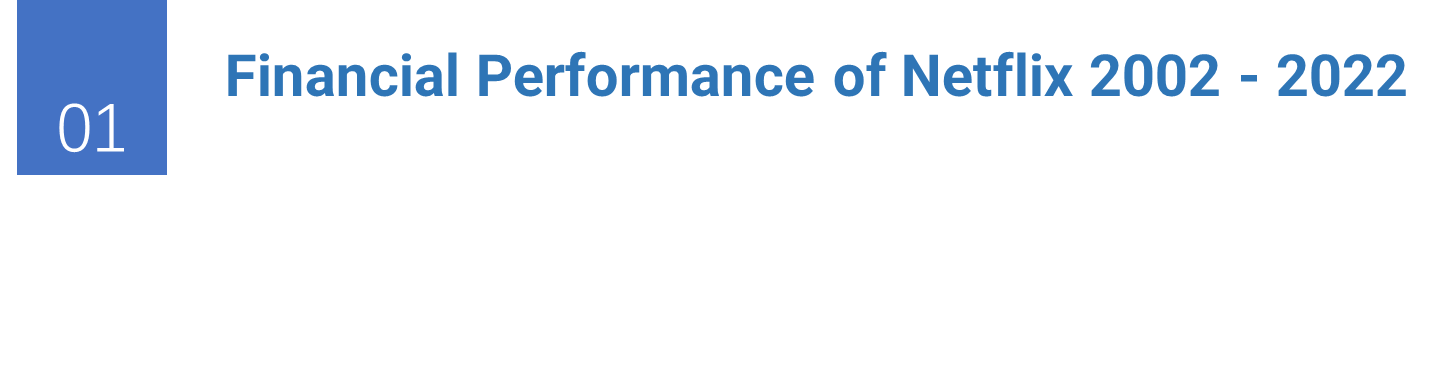 01
Financial Performance of Netflix 2002 - 2022